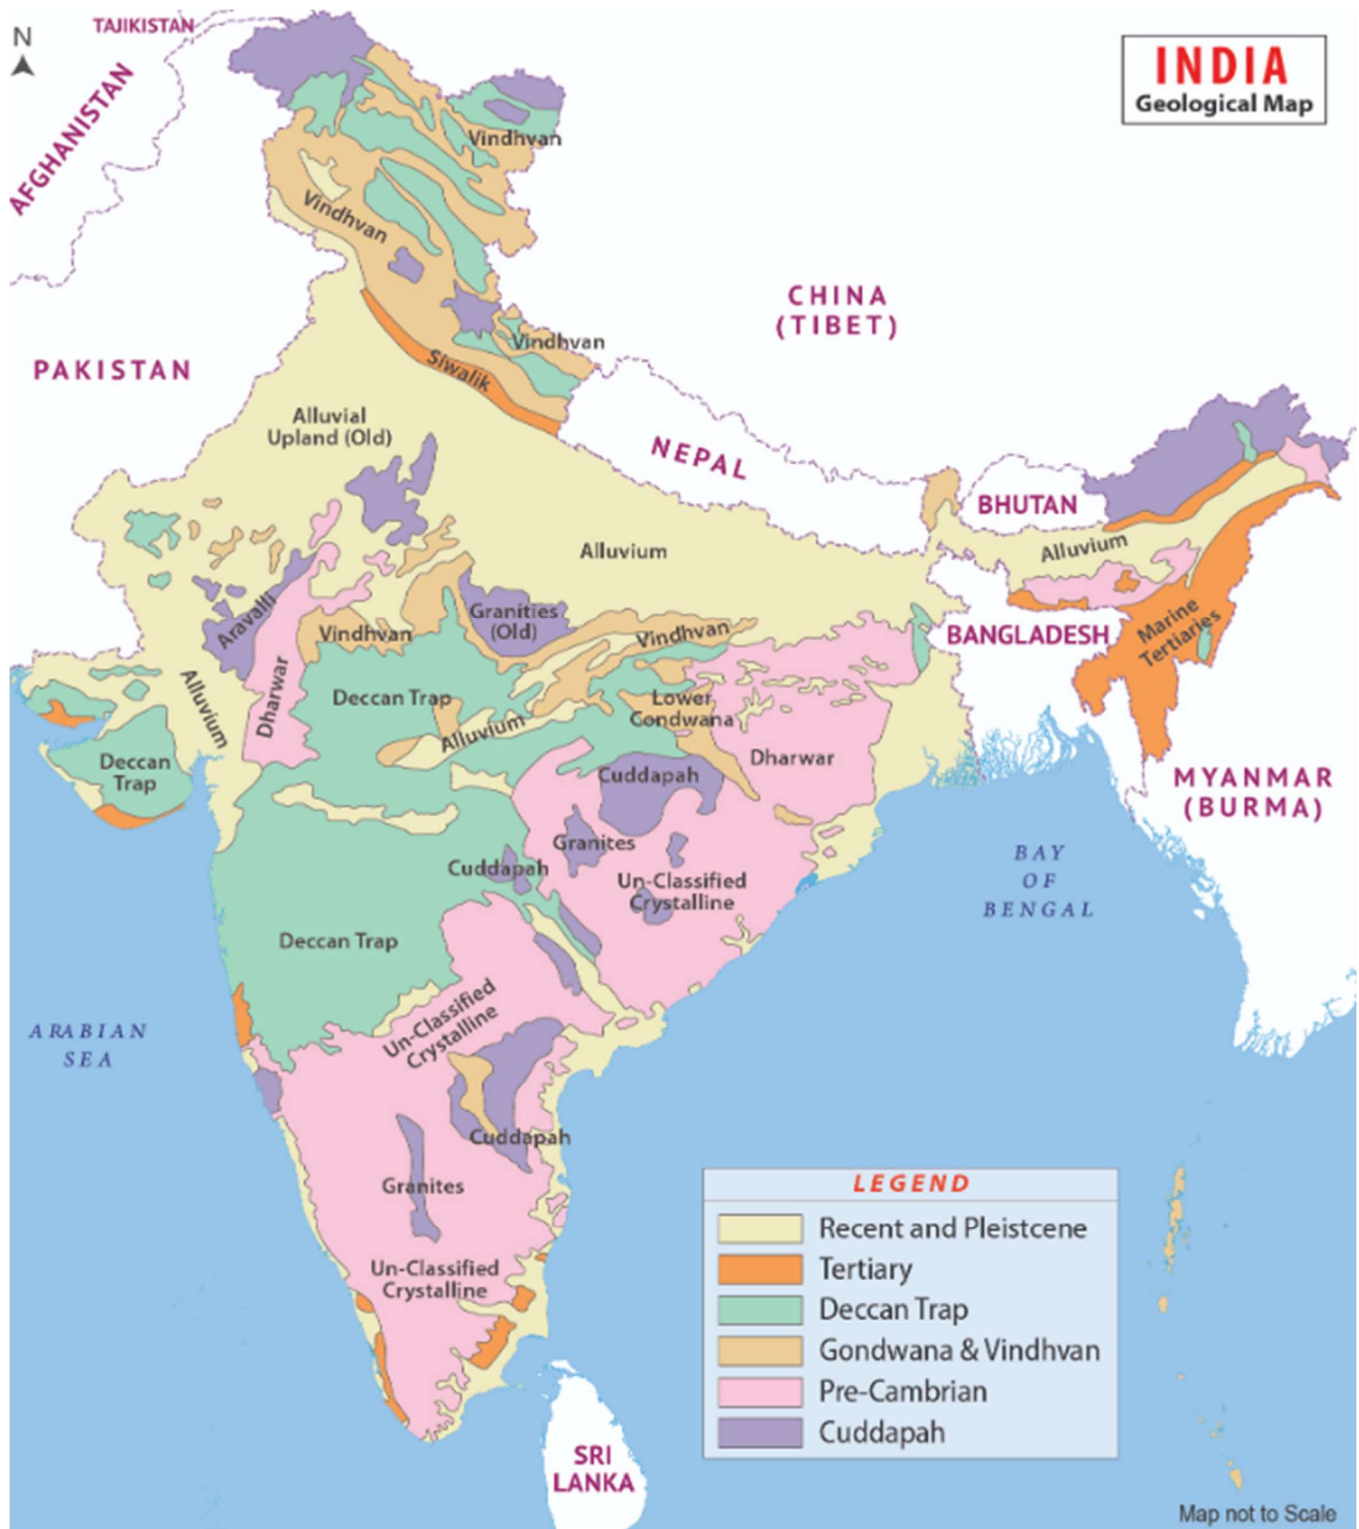 TAJIKISTAN
N
AFGHANISTAN
INDIA
Geological Map
Vindhvan
Vindhvan
CHINA
(TIBET)
PAKISTAN
Vindhvan
Siwalik
Alluvial
Upland (Old)
NEPAL
BHUTAN
Alluvium
Alluvium
Granities
(Old)
Aravalli
Vindhvan
Vindhvan
BANGLADESH
Marine
Tertiaries
Alluvium
Dharwar
Deccan Trap
Lower
Condwana
Alluvium
Deccan
Trap
Cuddapah
Dharwar
MYANMAR
(BURMA)
Granites
BAY
OF
BENGAL
Cuddapah
Un-Classified
Crystalline
Deccan Trap
Un-Classified
Crystalline
ARABIAN
SEA
Cuddapah
Granites
Un-Classified
Crystalline
LEGEND
Recent and Pleistcene
Tertiary
Deccan Trap
Gondwana & Vindhvan
Pre-Cambrian
Cuddapah
SRI
LANKA
Map not to Scale